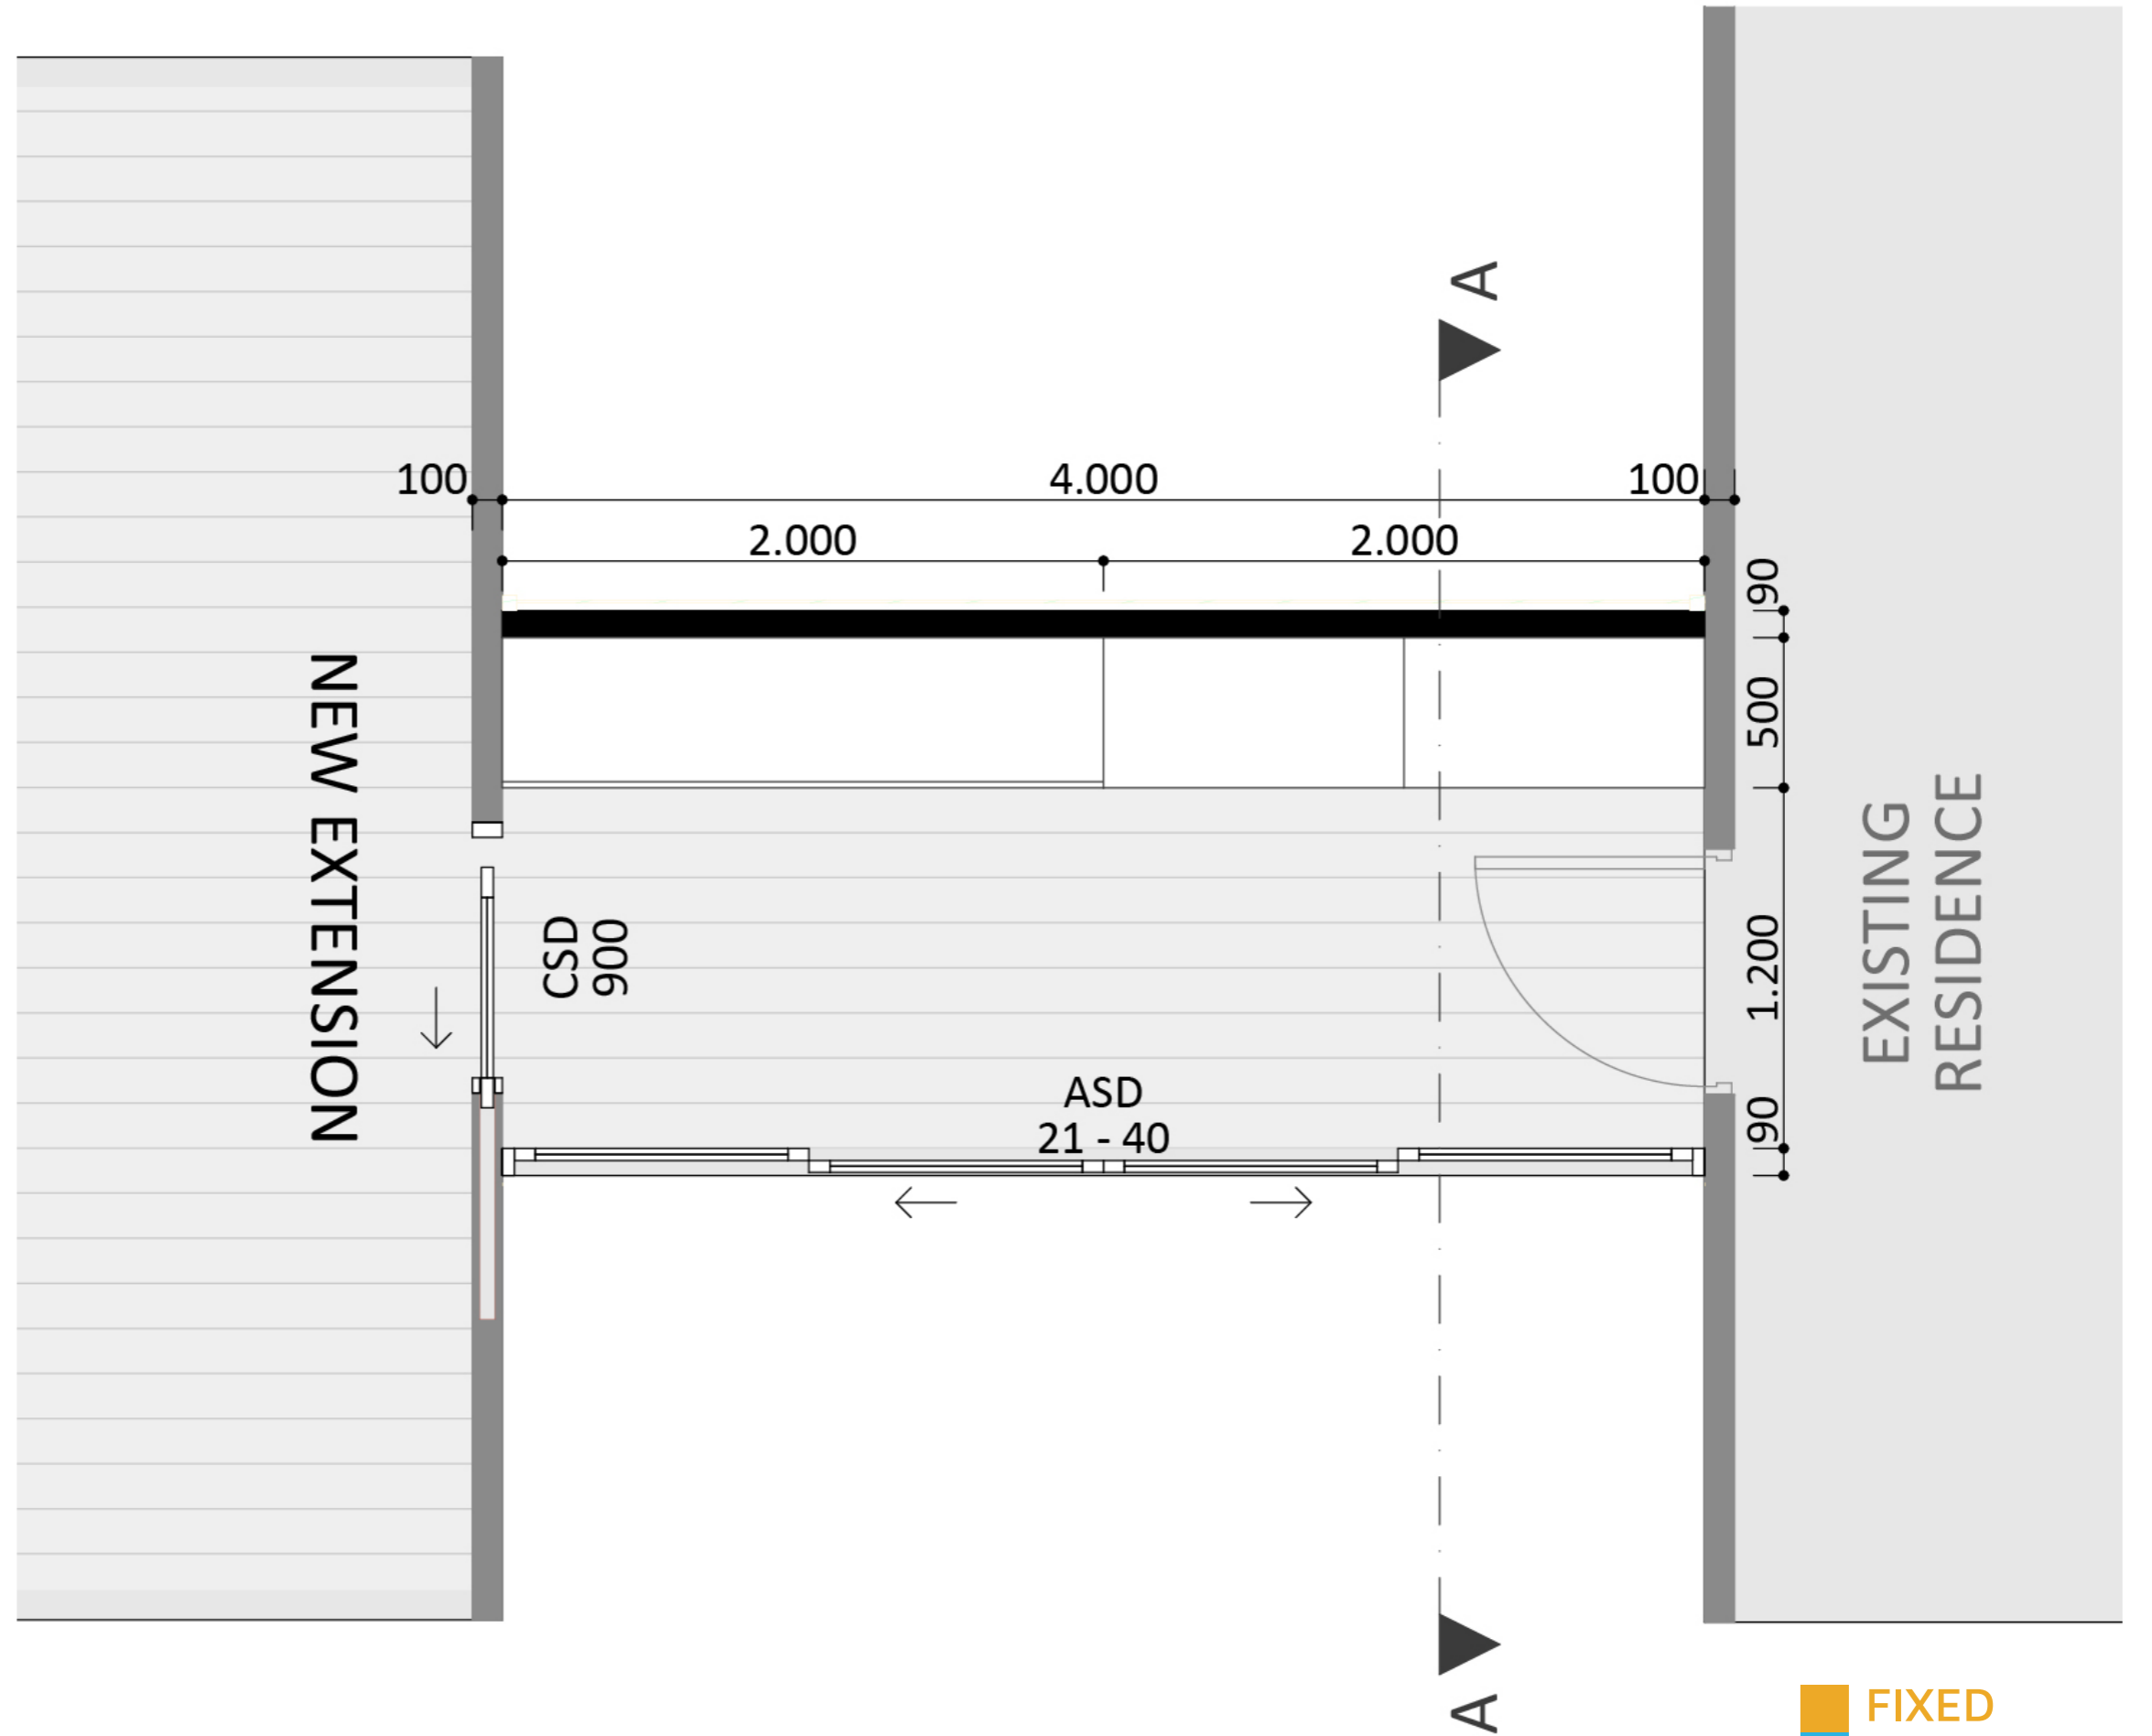 A
100
4.000
100
2.000
2.000
90
500
NEW EXTENSION
EXISTING
RESIDENCE
CSD
900
1.200
ASD
21 - 40
90
A
FIXED